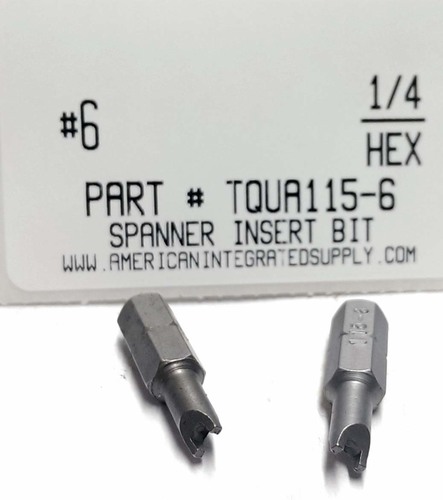 #6
1/4
HEX
PART # TQUA115-6
SPANNER INSERT BIT
WWW.AMERICANINTEGRATEDSUPPLY.COM